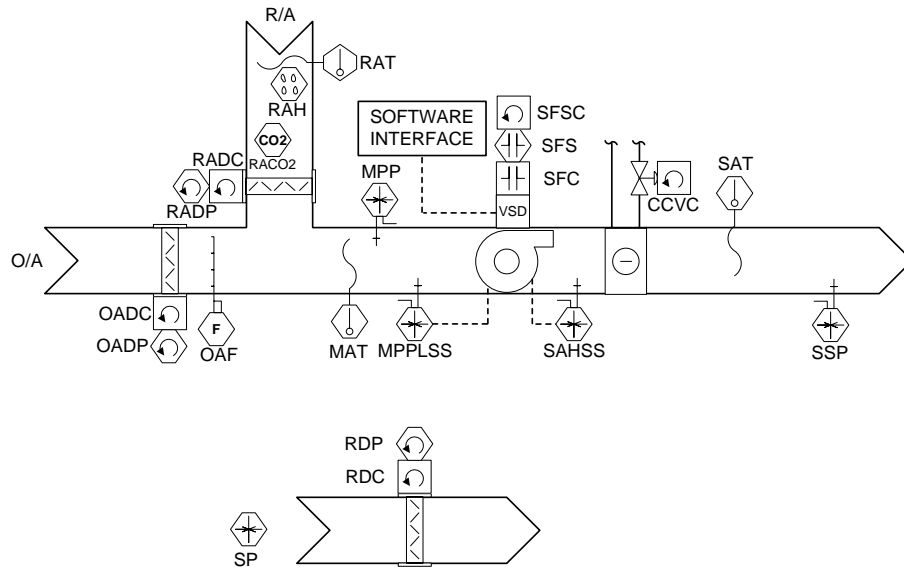 R/A
RAT
RAH
CO2
RACO2
RADC
RADP
SOFTWARE
INTERFACE
SFSC
SFS
SFC
VSD
MPP
CCVC
SAT
O/A
OADC
OADP
F
OAF
MAT
MPPLSS
SAHSS
SSP
RDP
RDC
SP